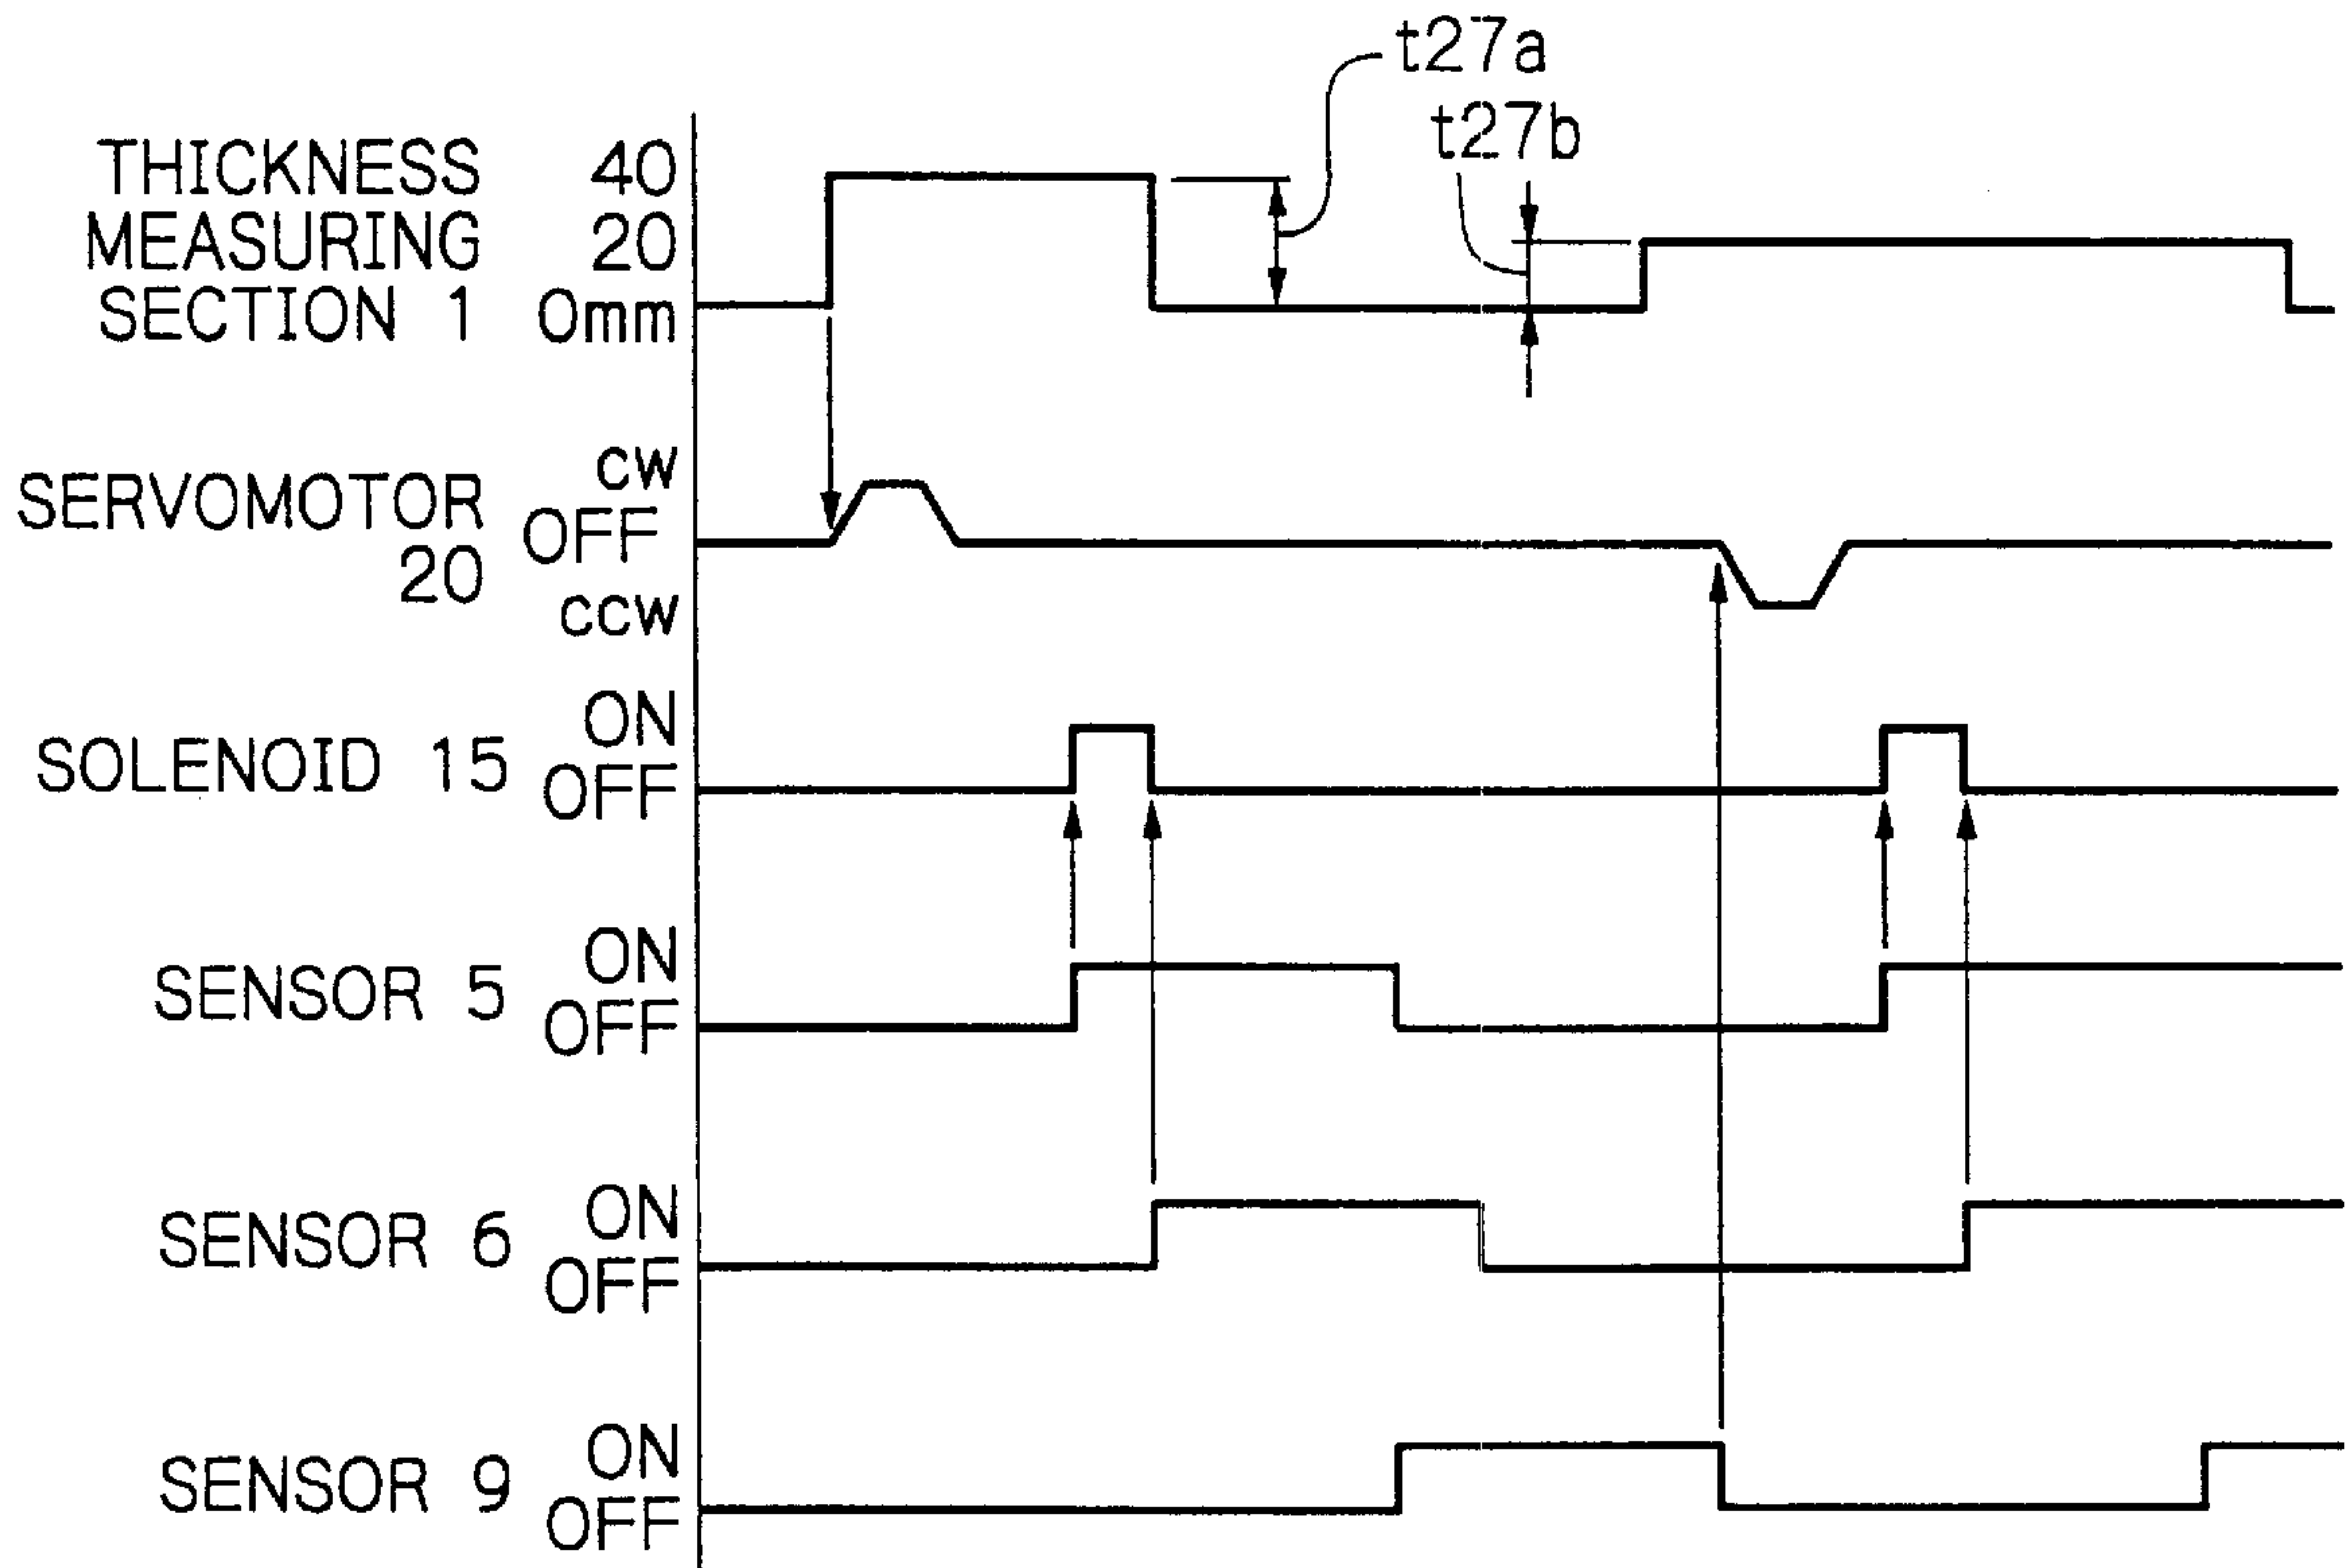 t27a
t27b
THICKNESS 40
MEASURING 20
SECTION 1 0mm
cw
SERVOMOTOR OFF
20
ccw
ON
SOLENOID 15 OFF
ON
SENSOR 5 OFF
ON
SENSOR 6 OFF
ON
SENSOR 9 OFF